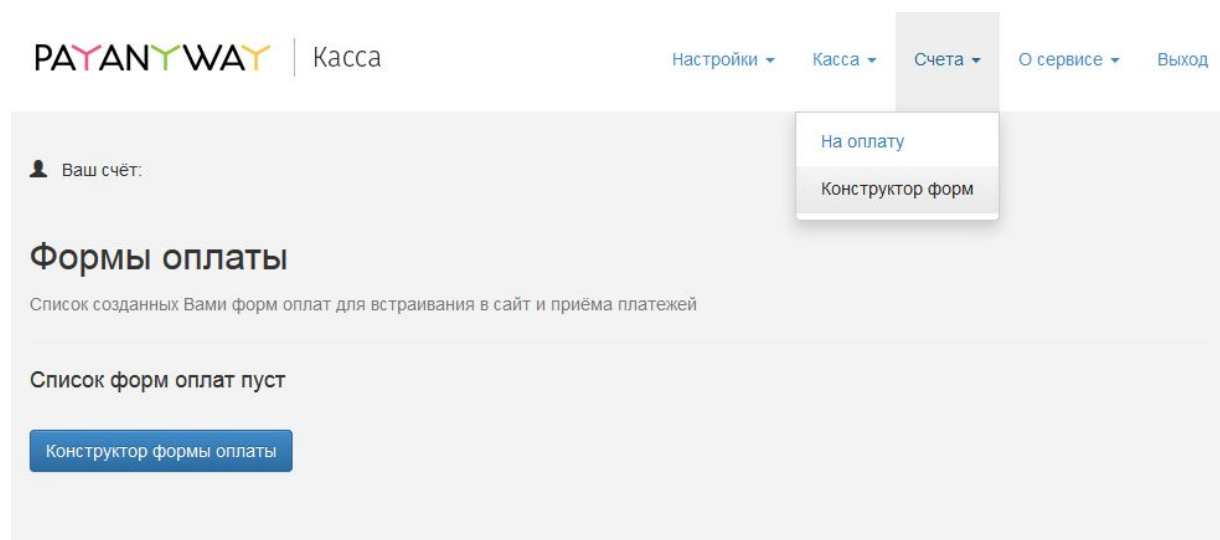 PAYANYWAY Касса
Настройки Касса Счета О сервисе Выход
На оплату
Конструктор форм
Ваш счёт:
Формы оплаты
Список созданных Вами форм оплат для встраивания в сайт и приёма платежей
Список форм оплат пуст
Конструктор формы оплаты